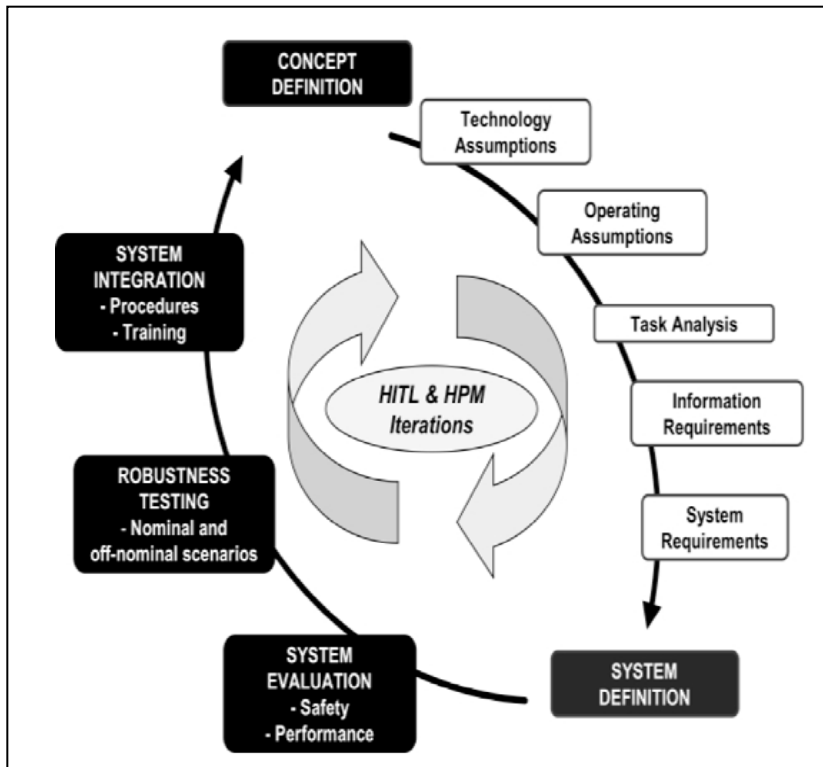 CONCEPT
DEFINITION
Technology
Assumptions
Operating
Assumptions
Task Analysis
Information
Requirements
System
Requirements
SYSTEM
DEFINITION
SYSTEM
EVALUATION
- Safety
- Performance
ROBUSTNESS
TESTING
- Nominal and
off-nominal scenarios
SYSTEM
INTEGRATION
- Procedures
- Training
HITL & HPM
Iterations